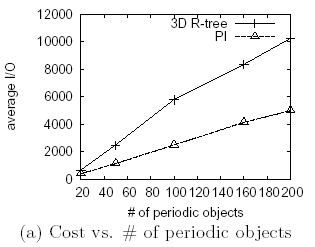 12000
10000
8000
6000
4000
2000
0
average I/O
3D R-tree
PI
20 40 60 80 100 120 140 160 180 200
# of periodic objects
(a) Cost vs. # of periodic objects